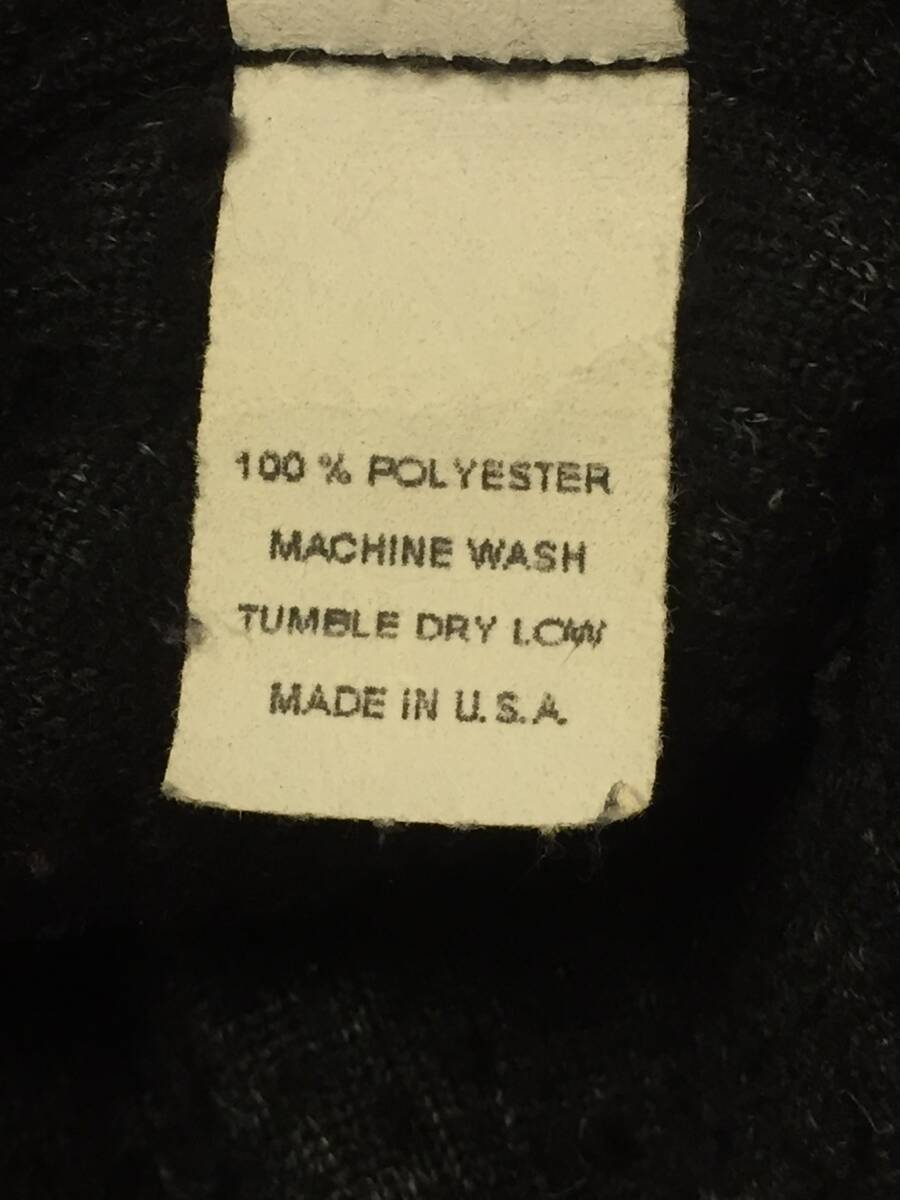 100 % POLYESTER
MACHINE WASH
TUMBLE DRY LOW
MADE IN U.S.A.